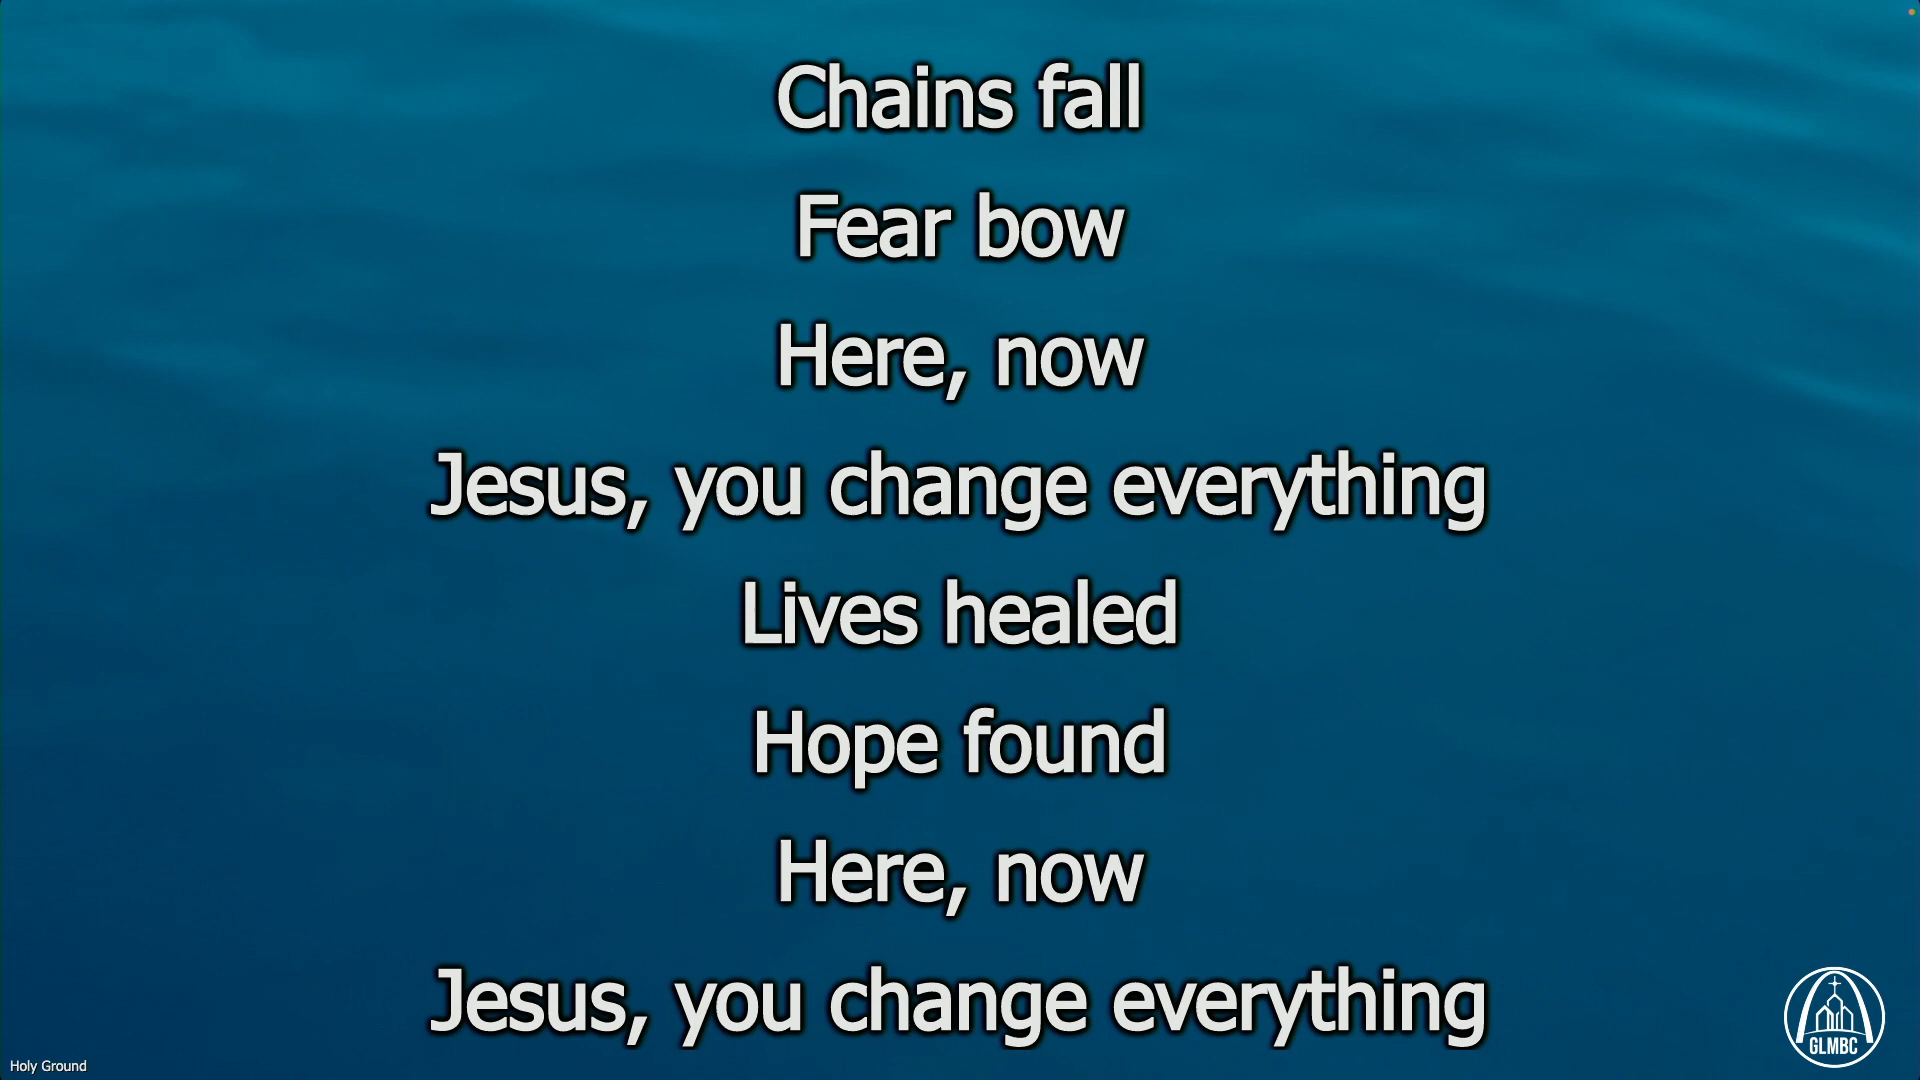 Chains fall
Fear bow
Here, now
Jesus, you change everything
Lives healed
Hope found
Here, now
Jesus, you change everything
Holy Ground
GLMBC